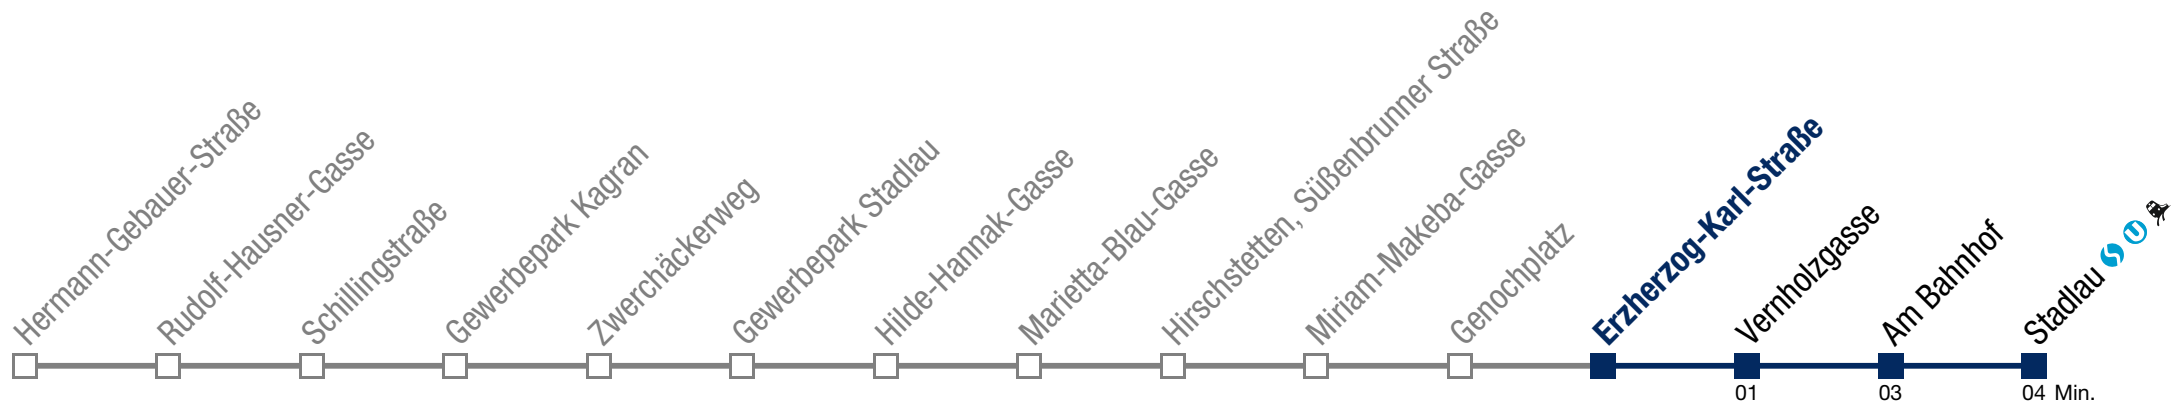 Hermann-Gebauer-Straße
Rudolf-Hausner-Gasse
Schillingstraße
Gewerbepark Kagran
Zwerchäckerweg
Gewerbepark Stadlau
Hilde-Hannak-Gasse
Marietta-Blau-Gasse
Hirschstetten, Süßenbrunner Straße
Miriam-Makeba-Gasse
Genochplatz
Erzherzog-Karl-Straße
Vernholzgasse
Am Bahnhof
Stadlau S U
01 03 04 Min.